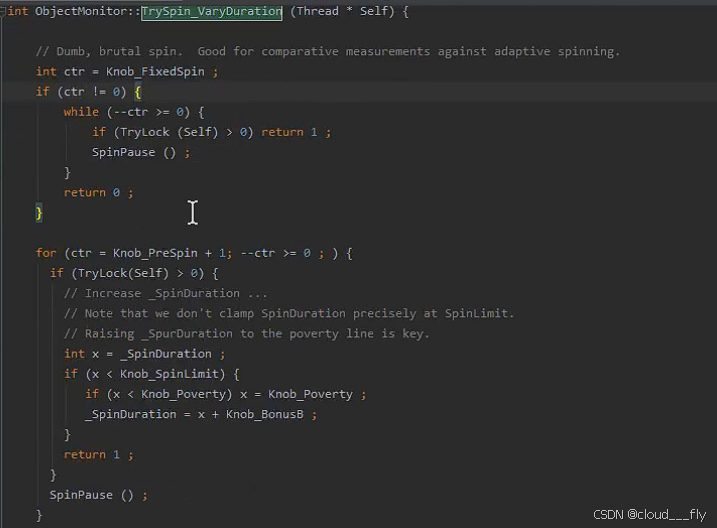 int ObjectMonitor::TrySpin_VaryDuration (Thread * Self) {
// Dumb, brutal spin.  Good for comparative measurements against adaptive spinning.
int ctr = Knob_FixedSpin ;
if (ctr != 0) {
while (--ctr >= 0) {
if (TryLock (Self) > 0) return 1 ;
SpinPause () ;
}
return 0 ;
}
for (ctr = Knob_PreSpin + 1; --ctr >= 0 ; ) {
if (TryLock(Self) > 0) {
// Increase _SpinDuration ...
// Note that we don't clamp SpinDuration precisely at SpinLimit.
// Raising _SpurDuration to the poverty line is key.
int x = _SpinDuration ;
if (x < Knob_SpinLimit) {
if (x < Knob_Poverty) x = Knob_Poverty ;
_SpinDuration = x + Knob_BonusB ;
}
return 1 ;
}
SpinPause () ;
}
CSDN @cloud___fly